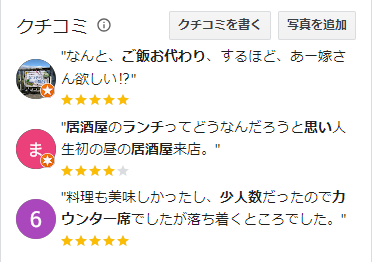 クチコミ
クチコミを書く
写真を追加
"なんと、ご飯お代わり、するほど、あー嫁さ
ん欲しい⁉"
"居酒屋のランチってどうなんだろうと思い人
ま
生初の昼の居酒屋来店。"
"料理も美味しかったし、少人数だったのでカ
6
ウンター席でしたが落ち着くところでした。"